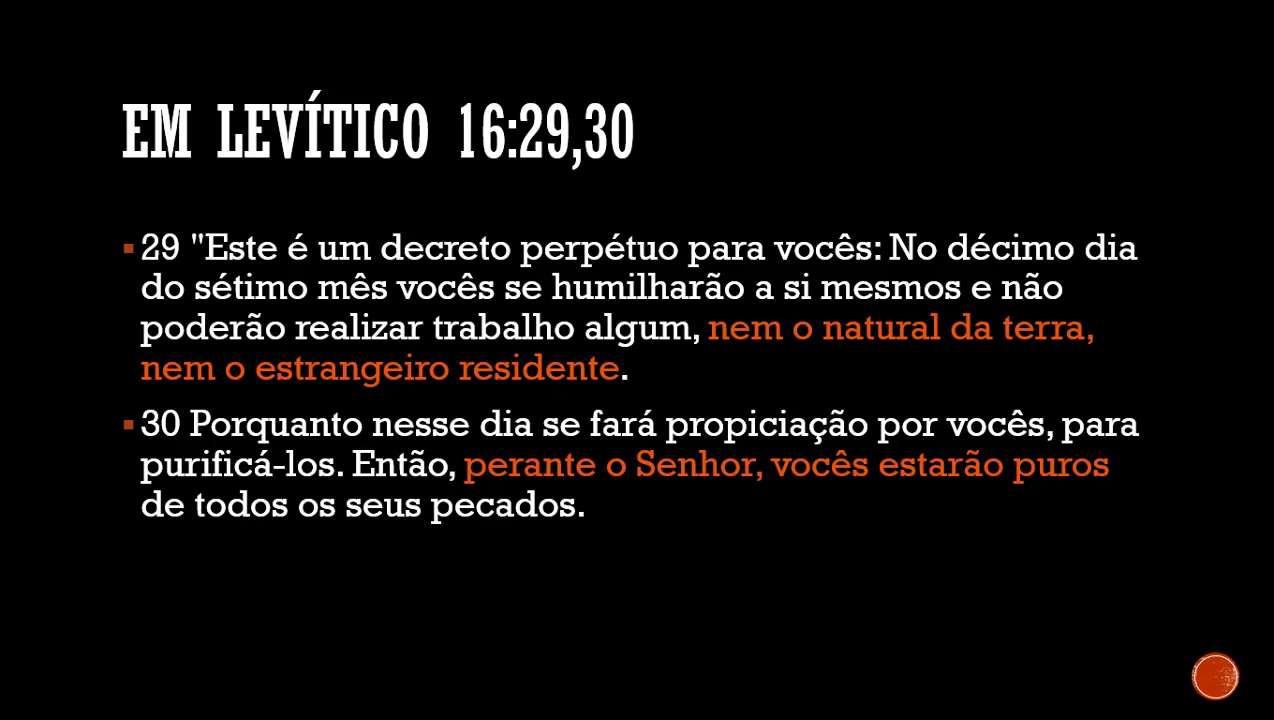 EM LEVÍTICO 16:29,30
29 "Este é um decreto perpétuo para vocês: No décimo dia
do sétimo mês vocês se humilharão a si mesmos e não
poderão realizar trabalho algum, nem o natural da terra,
nem o estrangeiro residente.
30 Porquanto nesse dia se fará propiciação por vocês, para
purificá-los. Então, perante o Senhor, vocês estarão puros
de todos os seus pecados.